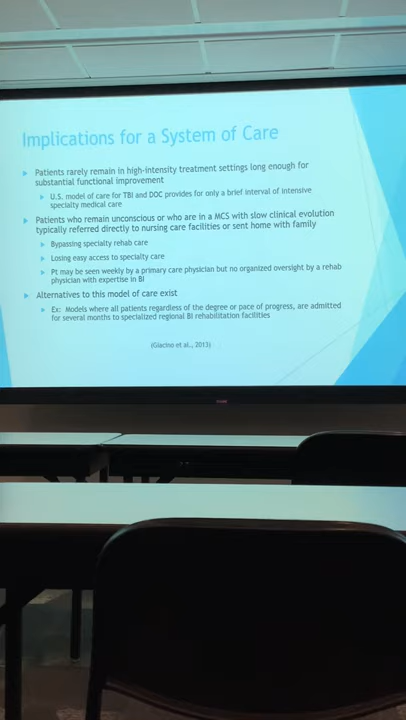 Implications for a System of Care
Patients rarely remain in high-intensity treatment settings long enough for
substantial functional improvement
U.S. model of care for TBI and DOC provides for only a brief interval of intensive
specialty medical care
Patients who remain unconscious or who are in a MCS with slow clinical evolution
typically referred directly to nursing care facilities or sent home with family
Bypassing specialty rehab care
Losing easy access to specialty care
Pt may be seen weekly by a primary care physician but no organized oversight by a rehab
physician with expertise in BI
Alternatives to this model of care exist
Ex: Models where all patients regardless of the degree or pace of progress, are admitted
for several months to specialized regional BI rehabilitation facilities
(Giacino et al., 2013)